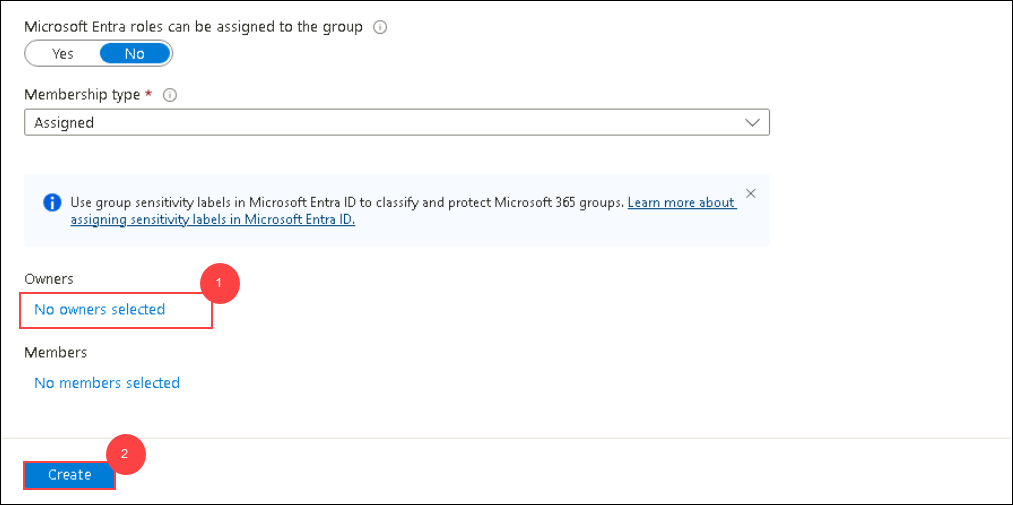 Microsoft Entra roles can be assigned to the group
Yes No
Membership type *
Assigned
Use group sensitivity labels in Microsoft Entra ID to classify and protect Microsoft 365 groups. Learn more about
assigning sensitivity labels in Microsoft Entra ID.
Owners
1
No owners selected
Members
No members selected
2
Create